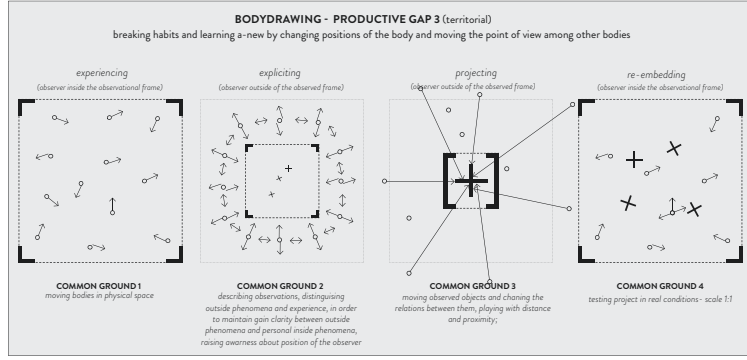 BODYDRAWING - PRODUCTIVE GAP 3 (territorial)
breaking habits and learning a-new by changing positions of the body and moving the point of view among other bodies
experiencing
(observer inside the observational frame)
expliciting
(observer outside of the observed frame)
projecting
(observer outside of the observed frame)
re-embedding
(observer inside the observational frame)
COMMON GROUND 1
moving bodies in physical space
COMMON GROUND 2
describing observations, distinguising
outside phenomena and experience, in order
to maintain gain clarity between outside
phenomena and personal inside phenomena,
raising awarness about position of the observer
COMMON GROUND 3
moving observed objects and chaning the
relations between them, playing with distance
and proximity;
COMMON GROUND 4
testing project in real conditions- scale 1:1